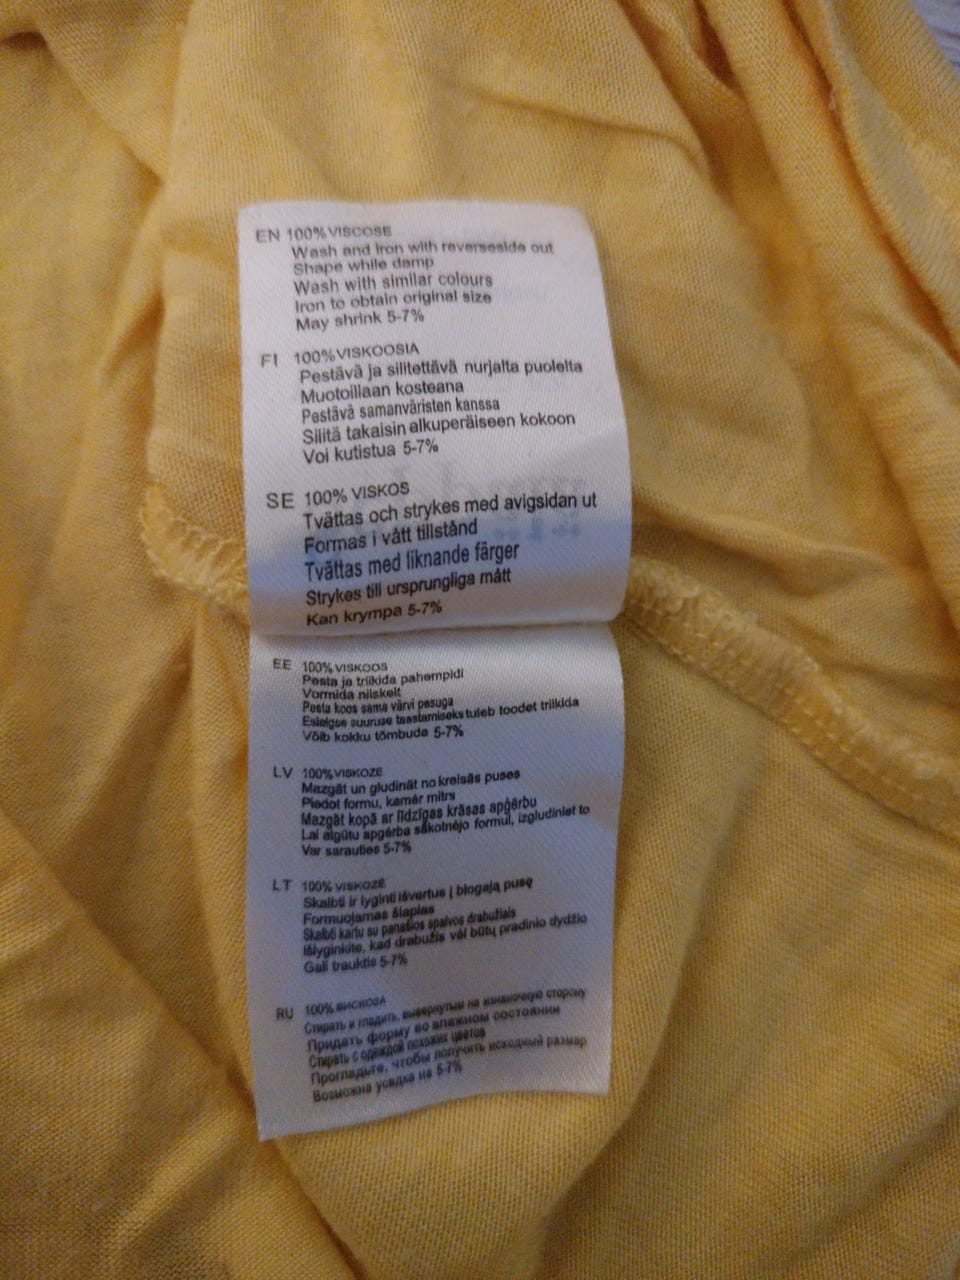 EN 100% VISCOSE
Wash and iron with reverseside out
Shape while damp
Wash with similar colours
Iron to obtain original size
May shrink 5-7%
FI 100% VISKOOSIA
Pestävä ja silitettävä nurjalta puolelta
Muotoillaan kosteana
Pestävä samanväristen kanssa
Silitä takaisin alkuperäiseen kokoon
Voi kutistua 5-7%
SE 100% VISKOS
Tvättas och strykes med avigsidan ut
Formas i vått tillstånd
Tvättas med liknande färger
Strykes till ursprungliga mått
Kan krympa 5-7%
EE 100% VISKOOS
Pesta ja triikida pahempidi
Vormida niiskelt
Pesta koos sama värvi pesuga
Esialgse suuruse taastamiseks tuleb toodet triikida
Võib kokku tõmbuda 5-7%
LV 100% VISKOZE
Mazgāt un gludināt no kreisās puses
Piedot formu, kamēr mitrs
Mazgāt kopā ar līdzīgas krāsas apģērbu
Lai atgūtu apģērba sākotnējo formu, izgludiniet to
Var sarauties 5-7%
LT 100% VISKOZĖ
Skalbti ir lyginti išvertus į blogąją pusę
Formuojamas šlapias
Skalbti kartu su panašios spalvos drabužiais
Išlyginkite, kad drabužis vėl būtų pradinio dydžio
Gali trauktis 5-7%
RU 100% ВИСКОЗА
Стирать и гладить, вывернутым на изнаночную сторону
Придать форму во влажном состоянии
Стирать с одеждой похожих цветов
Прогладьте, чтобы получить исходный размер
Возможна усадка на 5-7%